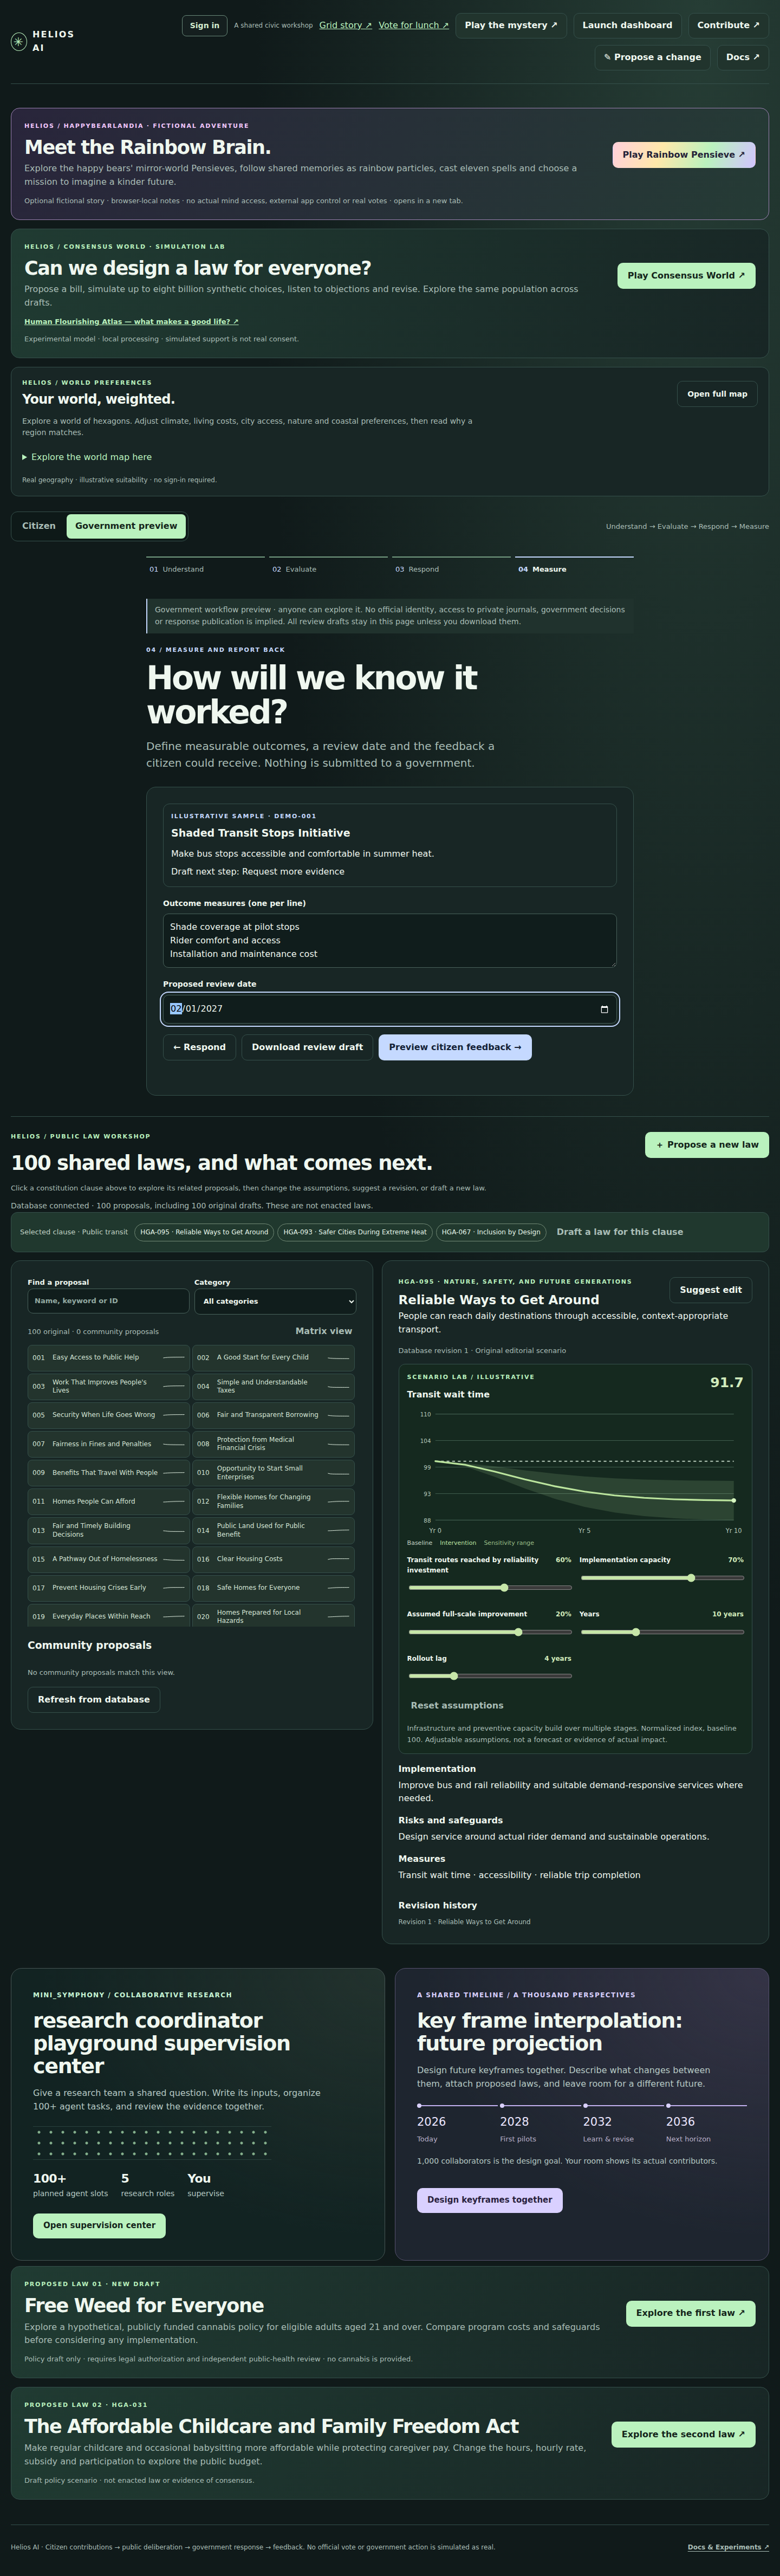 HELIOS AI
Sign in
A shared civic workshop
Grid story ↗
Vote for lunch ↗
Play the mystery ↗
Launch dashboard
Contribute ↗
✎ Propose a change
Docs ↗
HELIOS / HAPPYBEARLANDIA · FICTIONAL ADVENTURE
Meet the Rainbow Brain.
Explore the happy bears' mirror-world Pensieves, follow shared memories as rainbow particles, cast eleven spells and choose a
mission to imagine a kinder future.
Optional fictional story · browser-local notes · no actual mind access, external app control or real votes · opens in a new tab.
Play Rainbow Pensieve ↗
HELIOS / CONSENSUS WORLD · SIMULATION LAB
Can we design a law for everyone?
Propose a bill, simulate up to eight billion synthetic choices, listen to objections and revise. Explore the same population across
drafts.
Human Flourishing Atlas — what makes a good life? ↗
Experimental model · local processing · simulated support is not real consent.
Play Consensus World ↗
HELIOS / WORLD PREFERENCES
Your world, weighted.
Explore a world of hexagons. Adjust climate, living costs, city access, nature and coastal preferences, then read why a
region matches.
▶ Explore the world map here
Real geography · illustrative suitability · no sign-in required.
Open full map
Citizen
Government preview
Understand → Evaluate → Respond → Measure
01 Understand
02 Evaluate
03 Respond
04 Measure
Government workflow preview · anyone can explore it. No official identity, access to private journals, government decisions
or response publication is implied. All review drafts stay in this page unless you download them.
04 / MEASURE AND REPORT BACK
How will we know it
worked?
Define measurable outcomes, a review date and the feedback a
citizen could receive. Nothing is submitted to a government.
ILLUSTRATIVE SAMPLE · DEMO-001
Shaded Transit Stops Initiative
Make bus stops accessible and comfortable in summer heat.
Draft next step: Request more evidence
Outcome measures (one per line)
Shade coverage at pilot stops
Rider comfort and access
Installation and maintenance cost
Proposed review date
02/01/2027
← Respond
Download review draft
Preview citizen feedback →
HELIOS / PUBLIC LAW WORKSHOP
100 shared laws, and what comes next.
Click a constitution clause above to explore its related proposals, then change the assumptions, suggest a revision, or draft a new law.
+ Propose a new law
Database connected · 100 proposals, including 100 original drafts. These are not enacted laws.
Selected clause · Public transit
HGA-095 · Reliable Ways to Get Around
HGA-093 · Safer Cities During Extreme Heat
HGA-067 · Inclusion by Design
Draft a law for this clause
Find a proposal
Category
Name, keyword or ID
All categories
100 original · 0 community proposals
Matrix view
001 Easy Access to Public Help
002 A Good Start for Every Child
003 Work That Improves People's Lives
004 Simple and Understandable Taxes
005 Security When Life Goes Wrong
006 Fair and Transparent Borrowing
007 Fairness in Fines and Penalties
008 Protection from Medical Financial Crisis
009 Benefits That Travel With People
010 Opportunity to Start Small Enterprises
011 Homes People Can Afford
012 Flexible Homes for Changing Families
013 Fair and Timely Building Decisions
014 Public Land Used for Public Benefit
015 A Pathway Out of Homelessness
016 Clear Housing Costs
017 Prevent Housing Crises Early
018 Safe Homes for Everyone
019 Everyday Places Within Reach
020 Homes Prepared for Local Hazards
Community proposals
No community proposals match this view.
Refresh from database
HGA-095 · NATURE, SAFETY, AND FUTURE GENERATIONS
Reliable Ways to Get Around
Suggest edit
People can reach daily destinations through accessible, context-appropriate
transport.
Database revision 1 · Original editorial scenario
SCENARIO LAB / ILLUSTRATIVE
91.7
Transit wait time
110
104
99
93
88
Yr 0
Yr 5
Yr 10
Baseline
Intervention
Sensitivity range
Transit routes reached by reliability investment 60%
Implementation capacity 70%
Assumed full-scale improvement 20%
Years 10 years
Rollout lag 4 years
Reset assumptions
Infrastructure and preventive capacity build over multiple stages. Normalized index, baseline
100. Adjustable assumptions, not a forecast or evidence of actual impact.
Implementation
Improve bus and rail reliability and suitable demand-responsive services where
needed.
Risks and safeguards
Design service around actual rider demand and sustainable operations.
Measures
Transit wait time · accessibility · reliable trip completion
Revision history
Revision 1 · Reliable Ways to Get Around
MINI_SYMPHONY / COLLABORATIVE RESEARCH
research coordinator
playground supervision
center
Give a research team a shared question. Write its inputs, organize
100+ agent tasks, and review the evidence together.
100+
planned agent slots
5
research roles
You
supervise
Open supervision center
A SHARED TIMELINE / A THOUSAND PERSPECTIVES
key frame interpolation:
future projection
Design future keyframes together. Describe what changes between
them, attach proposed laws, and leave room for a different future.
2026
Today
2028
First pilots
2032
Learn & revise
2036
Next horizon
1,000 collaborators is the design goal. Your room shows its actual contributors.
Design keyframes together
PROPOSED LAW 01 · NEW DRAFT
Free Weed for Everyone
Explore a hypothetical, publicly funded cannabis policy for eligible adults aged 21 and over. Compare program costs and safeguards
before considering any implementation.
Policy draft only · requires legal authorization and independent public-health review · no cannabis is provided.
Explore the first law ↗
PROPOSED LAW 02 · HGA-031
The Affordable Childcare and Family Freedom Act
Make regular childcare and occasional babysitting more affordable while protecting caregiver pay. Change the hours, hourly rate,
subsidy and participation to explore the public budget.
Draft policy scenario · not enacted law or evidence of consensus.
Explore the second law ↗
Helios AI · Citizen contributions → public deliberation → government response → feedback. No official vote or government action is simulated as real.
Docs & Experiments ↗